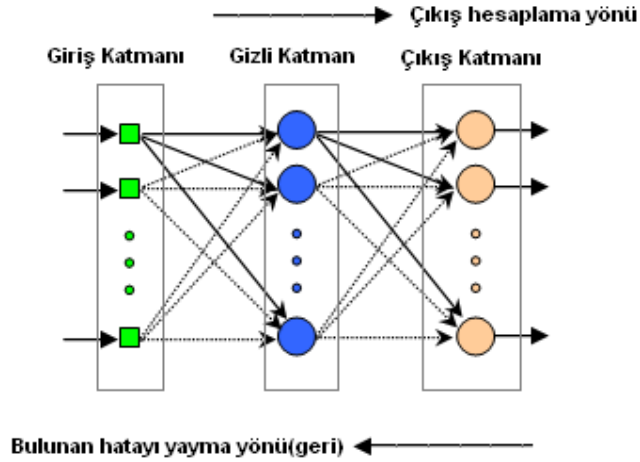 Çıkış hesaplama yönü
Giriş Katmanı Gizli Katman Çıkış Katmanı
Bulunan hatayı yayma yönü(geri)